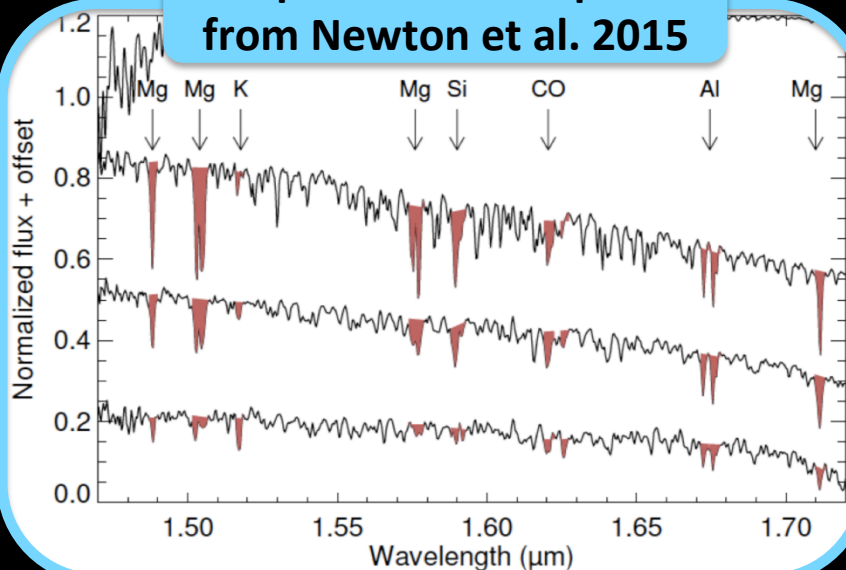 from Newton et al. 2015
Mg Mg K Mg Si CO Al Mg
Normalized flux + offset
1.2
1.0
0.8
0.6
0.4
0.2
0.0
1.50 1.55 1.60 1.65 1.70
Wavelength (μm)